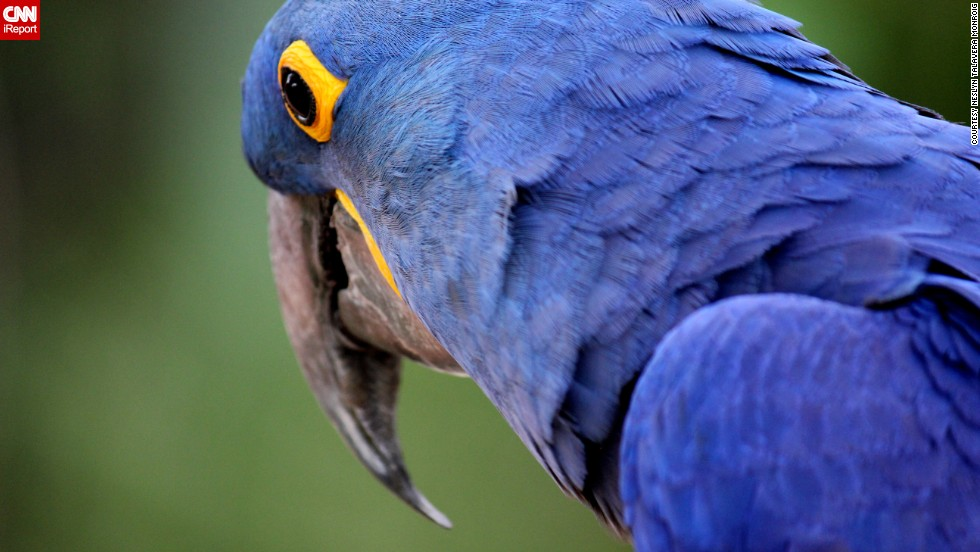 CNN
iReport
COURTESY NESLYN TALAVERA MONROIG